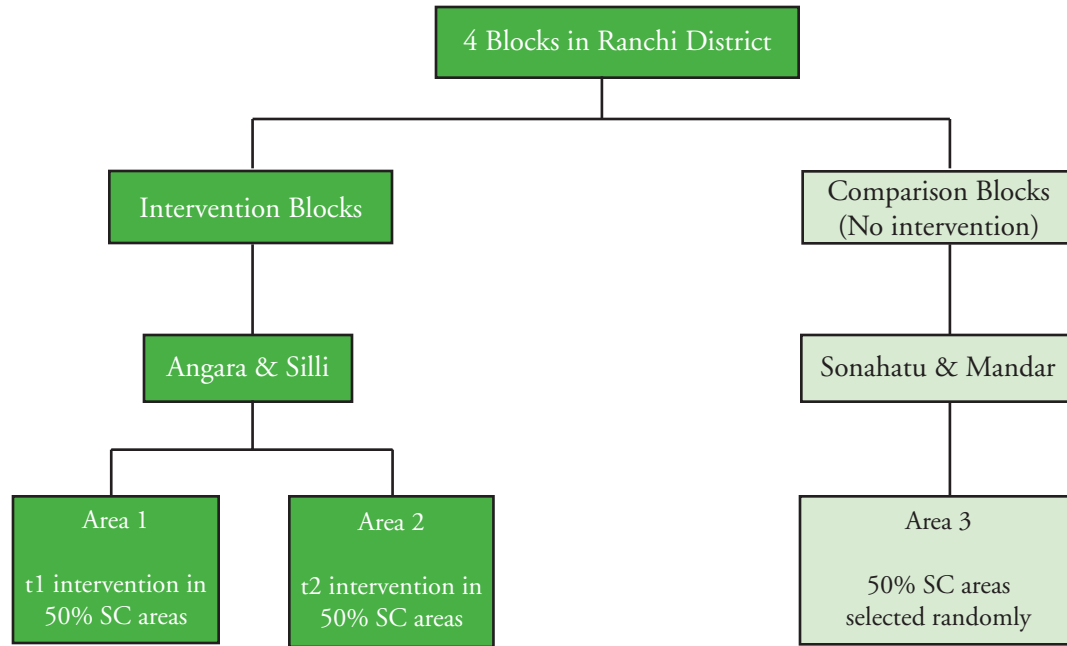 4 Blocks in Ranchi District
Intervention Blocks
Comparison Blocks
(No intervention)
Angara & Silli
Sonahatu & Mandar
Area 1
t1 intervention in
50% SC areas
Area 2
t2 intervention in
50% SC areas
Area 3
50% SC areas
selected randomly